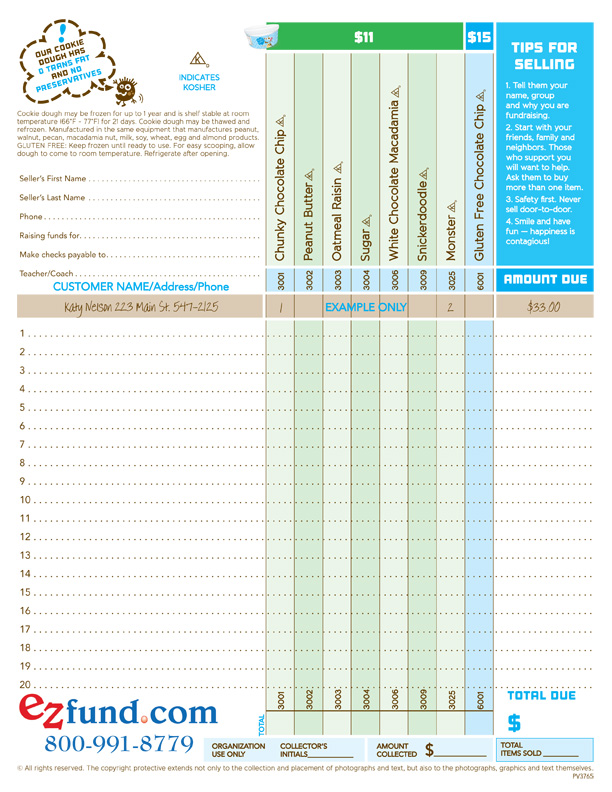 OUR COOKIE
DOUGH HAS
0 TRANS FAT
AND NO
PRESERVATIVES
INDICATES
KOSHER
Cookie dough may be frozen for up to 1 year and is shelf stable at room
temperature (66°F - 77°F) for 21 days. Cookie dough may be thawed and
refrozen. Manufactured in the same equipment that manufactures peanut,
walnut, pecan, macadamia nut, milk, soy, wheat, egg and almond products.
GLUTEN FREE: Keep frozen until ready to use. For easy scooping, allow
dough to come to room temperature. Refrigerate after opening.
Seller's First Name
Seller's Last Name
Phone
Raising funds for
Make checks payable to
Teacher/Coach
$11
$15
Chunky Chocolate Chip
Peanut Butter
Oatmeal Raisin
Sugar
White Chocolate Macadamia
Snickerdoodle
Monster
Gluten Free Chocolate Chip
TIPS FOR
SELLING
1. Tell them your
name, group
and why you are
fundraising.
2. Start with your
friends, family and
neighbors. Those
who support you
will want to help.
Ask them to buy
more than one item.
3. Safety first. Never
sell door-to-door.
4. Smile and have
fun — happiness is
contagious!
CUSTOMER NAME/Address/Phone
3001 3002 3003 3004 3006 3009 3025 6001
AMOUNT DUE
Katy Nelson 223 Main St. 547-2125 1 EXAMPLE ONLY 2 $33.00
1
2
3
4
5
6
7
8
9
10
11
12
13
14
15
16
17
18
19
20
ezfund.com
800-991-8779
TOTAL
3001 3002 3003 3004 3006 3009 3025 6001
TOTAL DUE
$
ORGANIZATION
USE ONLY
COLLECTOR'S
INITIALS
AMOUNT
COLLECTED $
TOTAL
ITEMS SOLD
© All rights reserved. The copyright protective extends not only to the collection and placement of photographs and text, but also to the photographs, graphics and text themselves.
PV3765